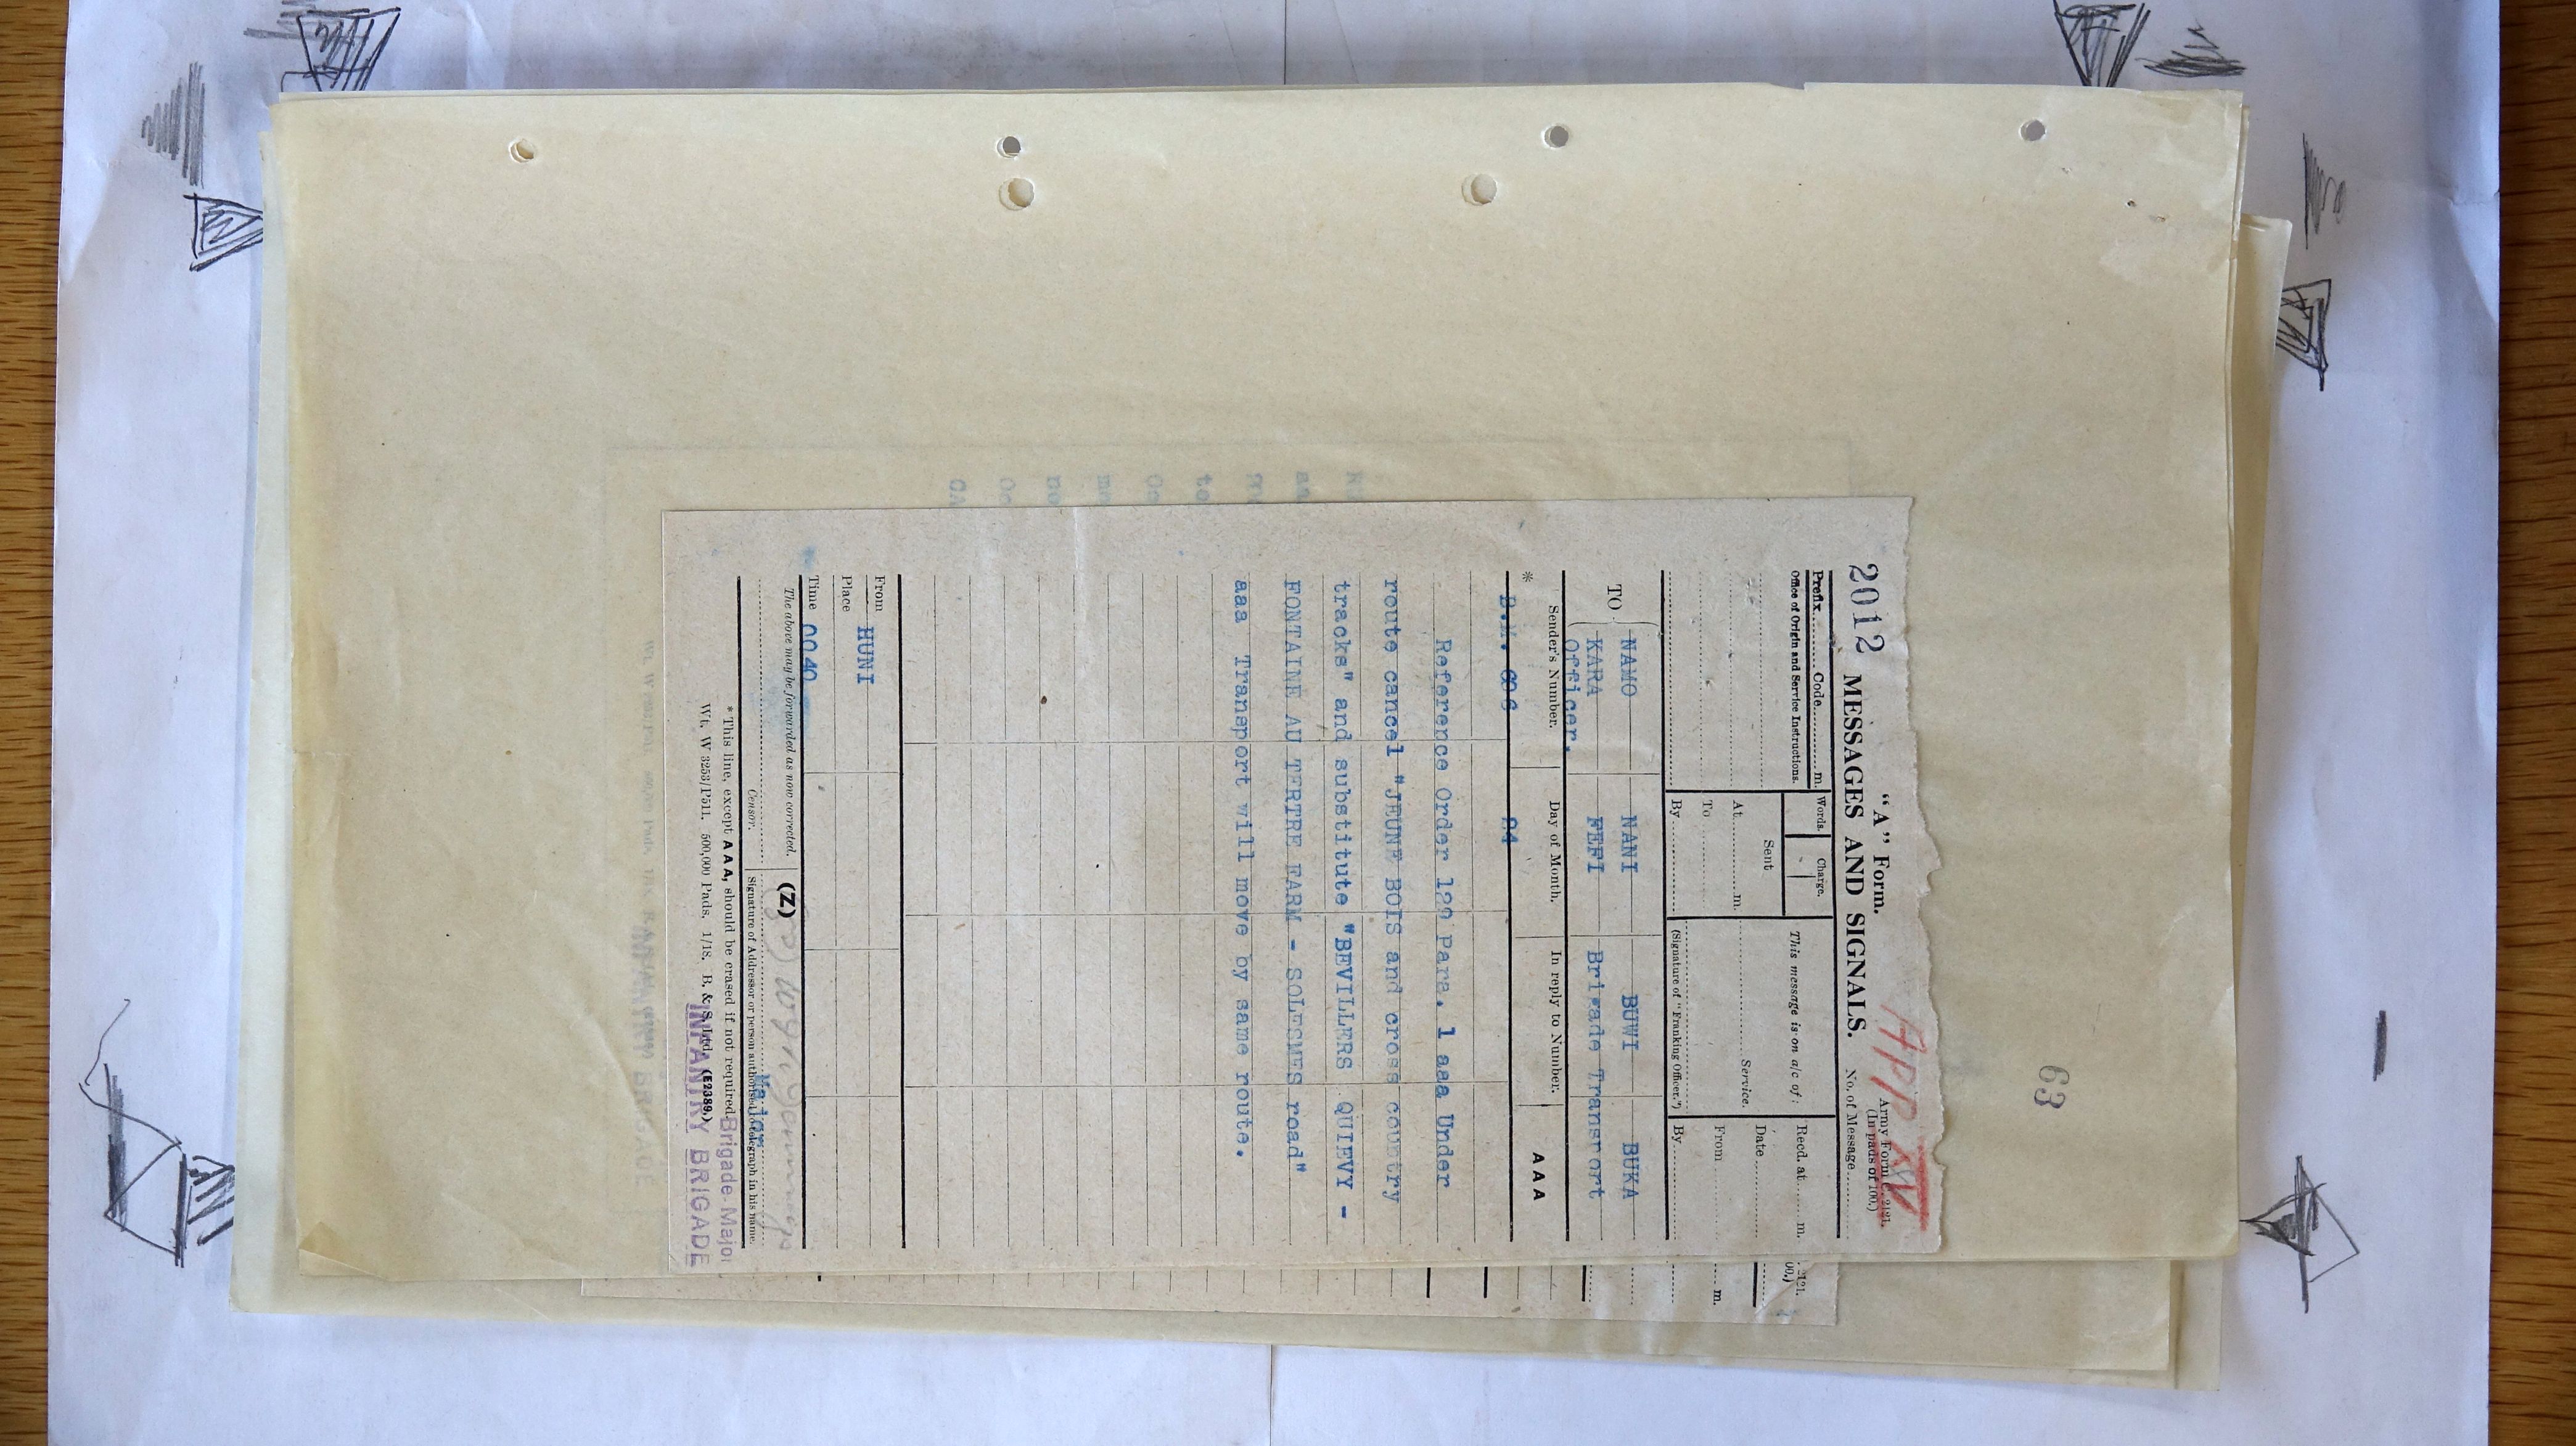 63
APP XV
"A" Form.
Army Form C. 2121.
(In pads of 100.)
2012 MESSAGES AND SIGNALS. No. of Message
Prefix Code m. Words. Charge. This message is on a/c of : Recd. at m.
Office of Origin and Service Instructions.
Sent
At m. Service. Date
To From
By (Signature of "Franking Officer.") By
TO NAMO NANI BUWI BUKA
KARA FEFI Brigade Transport
Officer.
* Sender's Number. Day of Month. In reply to Number. A A A
B.M. 24
Reference Order Para. 1 aaa Under
route cancel "JEUNE BOIS and cross country
tracks" and substitute "BEVILLERS QUIEVY -
FONTAINE AU TERTRE FARM - SOLESMES road"
aaa Transport will move by same route.
From HUNI
Place
Time 0040
The above may be forwarded as now corrected. (Z)
Major
Censor. Signature of Addressor or person authorised to telegraph in his name.
* This line, except A A A, should be erased if not required.
Brigade Major
Wt. W 3253/P511. 500,000 Pads. 1/18. B. & S. Ltd. (E2389.)
INFANTRY BRIGADE